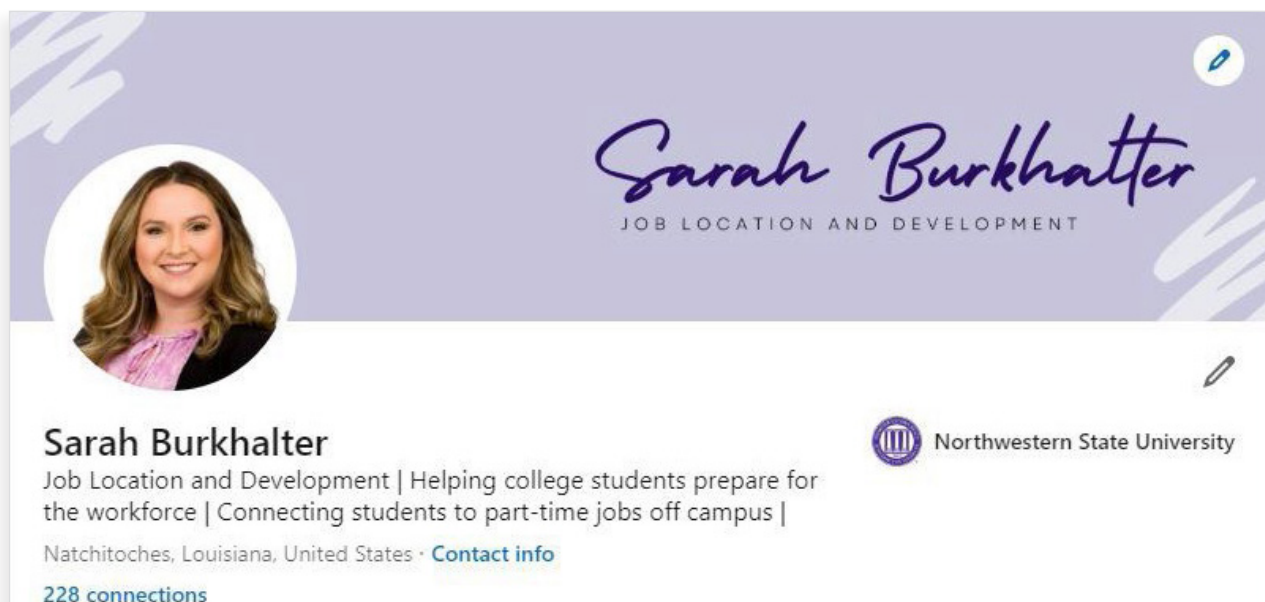 Sarah Burkhalter
JOB LOCATION AND DEVELOPMENT
Sarah Burkhalter
Northwestern State University
Job Location and Development | Helping college students prepare for
the workforce | Connecting students to part-time jobs off campus |
Natchitoches, Louisiana, United States · Contact info
228 connections